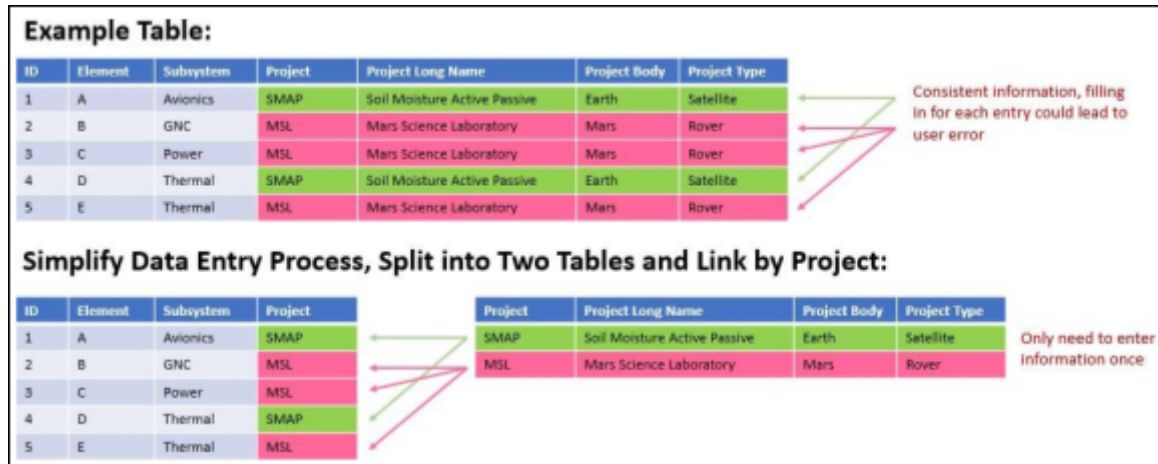 Example Table:
ID Element Subsystem Project Project Long Name Project Body Project Type
1 A Avionics SMAP Soil Moisture Active Passive Earth Satellite
2 B GNC MSL Mars Science Laboratory Mars Rover
3 C Power MSL Mars Science Laboratory Mars Rover
4 D Thermal SMAP Soil Moisture Active Passive Earth Satellite
5 E Thermal MSL Mars Science Laboratory Mars Rover
Consistent information, filling
in for each entry could lead to
user error
Simplify Data Entry Process, Split into Two Tables and Link by Project:
ID Element Subsystem Project
1 A Avionics SMAP
2 B GNC MSL
3 C Power MSL
4 D Thermal SMAP
5 E Thermal MSL
Project Project Long Name Project Body Project Type
SMAP Soil Moisture Active Passive Earth Satellite
MSL Mars Science Laboratory Mars Rover
Only need to enter
information once